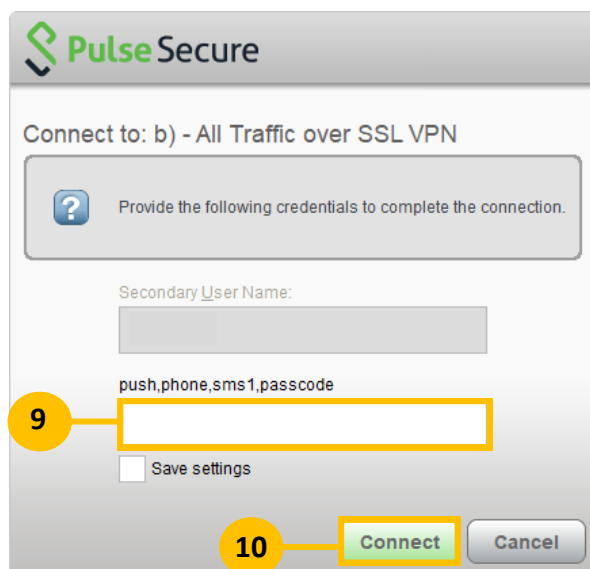 Pulse Secure
Connect to: b) - All Traffic over SSL VPN
?
Provide the following credentials to complete the connection.
Secondary User Name:
push,phone,sms1,passcode
9
Save settings
10
Connect
Cancel